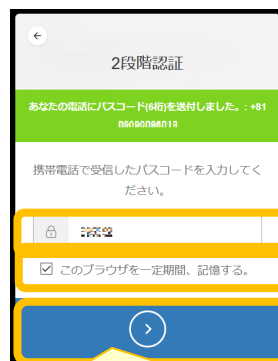 2段階認証
あなたの電話にパスコード(6桁)を送付しました。: +81
携帯電話で受信したパスコードを入力してく
ださい。
このブラウザを一定期間、記憶する。